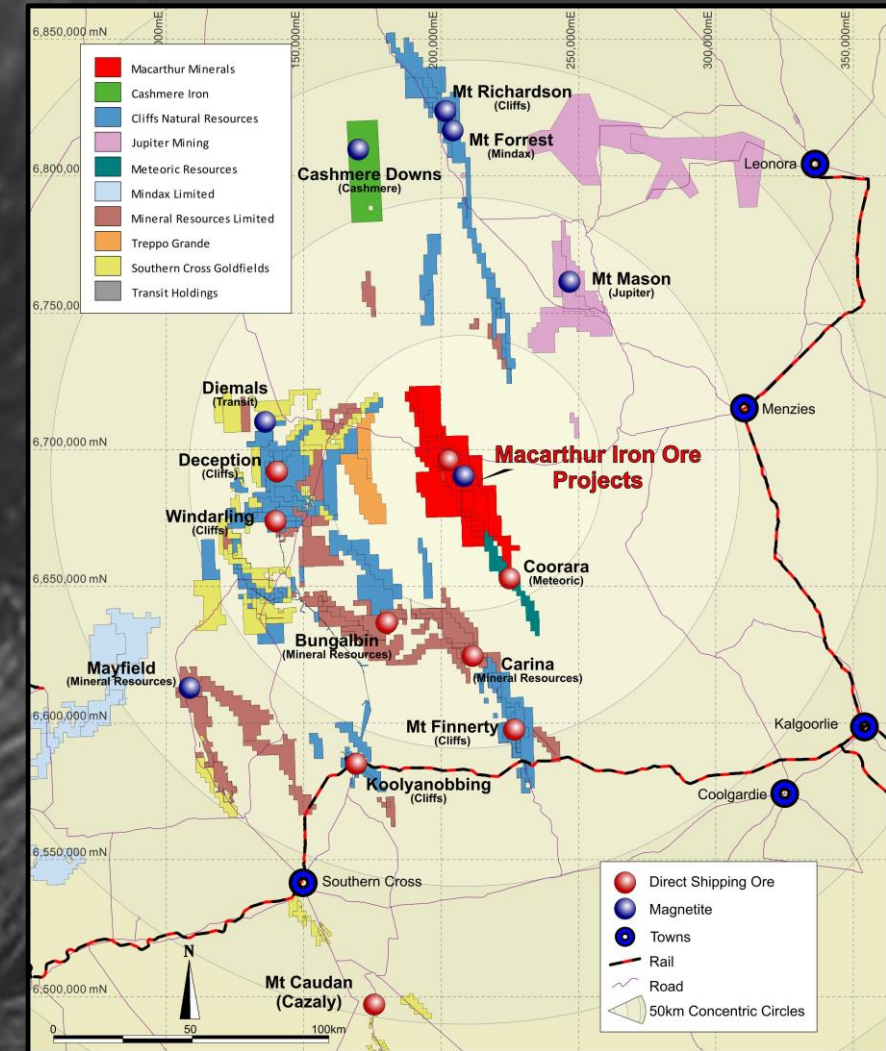 6,850,000 mN
150,000mE
200,000mE
250,000mE
300,000mE
350,000mE
Macarthur Minerals
Cashmere Iron
Cliffs Natural Resources
Jupiter Mining
Meteoric Resources
Mindax Limited
Mineral Resources Limited
Treppo Grande
Southern Cross Goldfields
Transit Holdings
Mt Richardson
(Cliffs)
Mt Forrest
(Mindax)
Cashmere Downs
(Cashmere)
Leonora
6,800,000 mN
Mt Mason
(Jupiter)
Diemals
(Transit)
Menzies
6,700,000 mN
Deception
(Cliffs)
Macarthur Iron Ore
Projects
Windarling
(Cliffs)
Coorara
(Meteoric)
6,650,000 mN
Bungalbin
(Mineral Resources)
Carina
(Mineral Resources)
Mayfield
(Mineral Resources)
6,600,000 mN
Mt Finnerty
(Cliffs)
Kalgoorlie
Koolyanobbing
(Cliffs)
Coolgardie
6,550,000 mN
Southern Cross
Direct Shipping Ore
Magnetite
Towns
Rail
Road
50km Concentric Circles
N
Mt Caudan
(Cazaly)
6,500,000 mN
0
50
100km